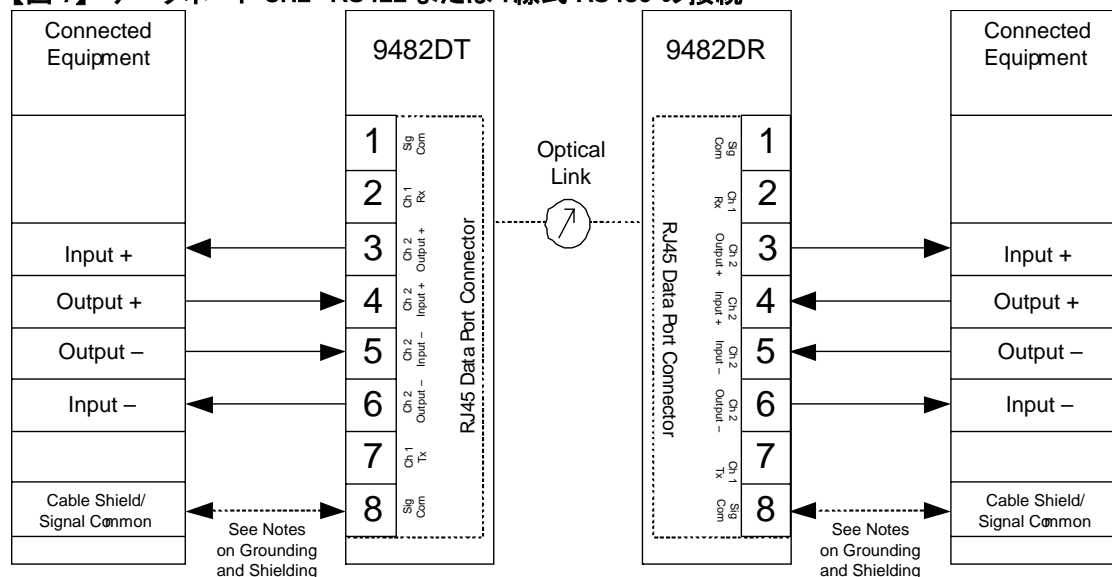 Connected
Equipment
9482DT
9482DR
Connected
Equipment
Optical
Link
1
Sig
Com
2
Ch 1
Rx
3
Ch 2
Output +
4
Ch 2
Input +
5
Ch 2
Input –
6
Ch 2
Output –
7
Ch 1
Tx
8
Sig
Com
RJ45 Data Port Connector
Input +
Output +
Output –
Input –
Cable Shield/
Signal Common
See Notes
on Grounding
and Shielding
RJ45 Data Port Connector
Sig
Com
1
Ch 1
Rx
2
Ch 2
Output +
3
Ch 2
Input +
4
Ch 2
Input –
5
Ch 2
Output –
6
Ch 1
Tx
7
Sig
Com
8
Input +
Output +
Output –
Input –
Cable Shield/
Signal Common
See Notes
on Grounding
and Shielding